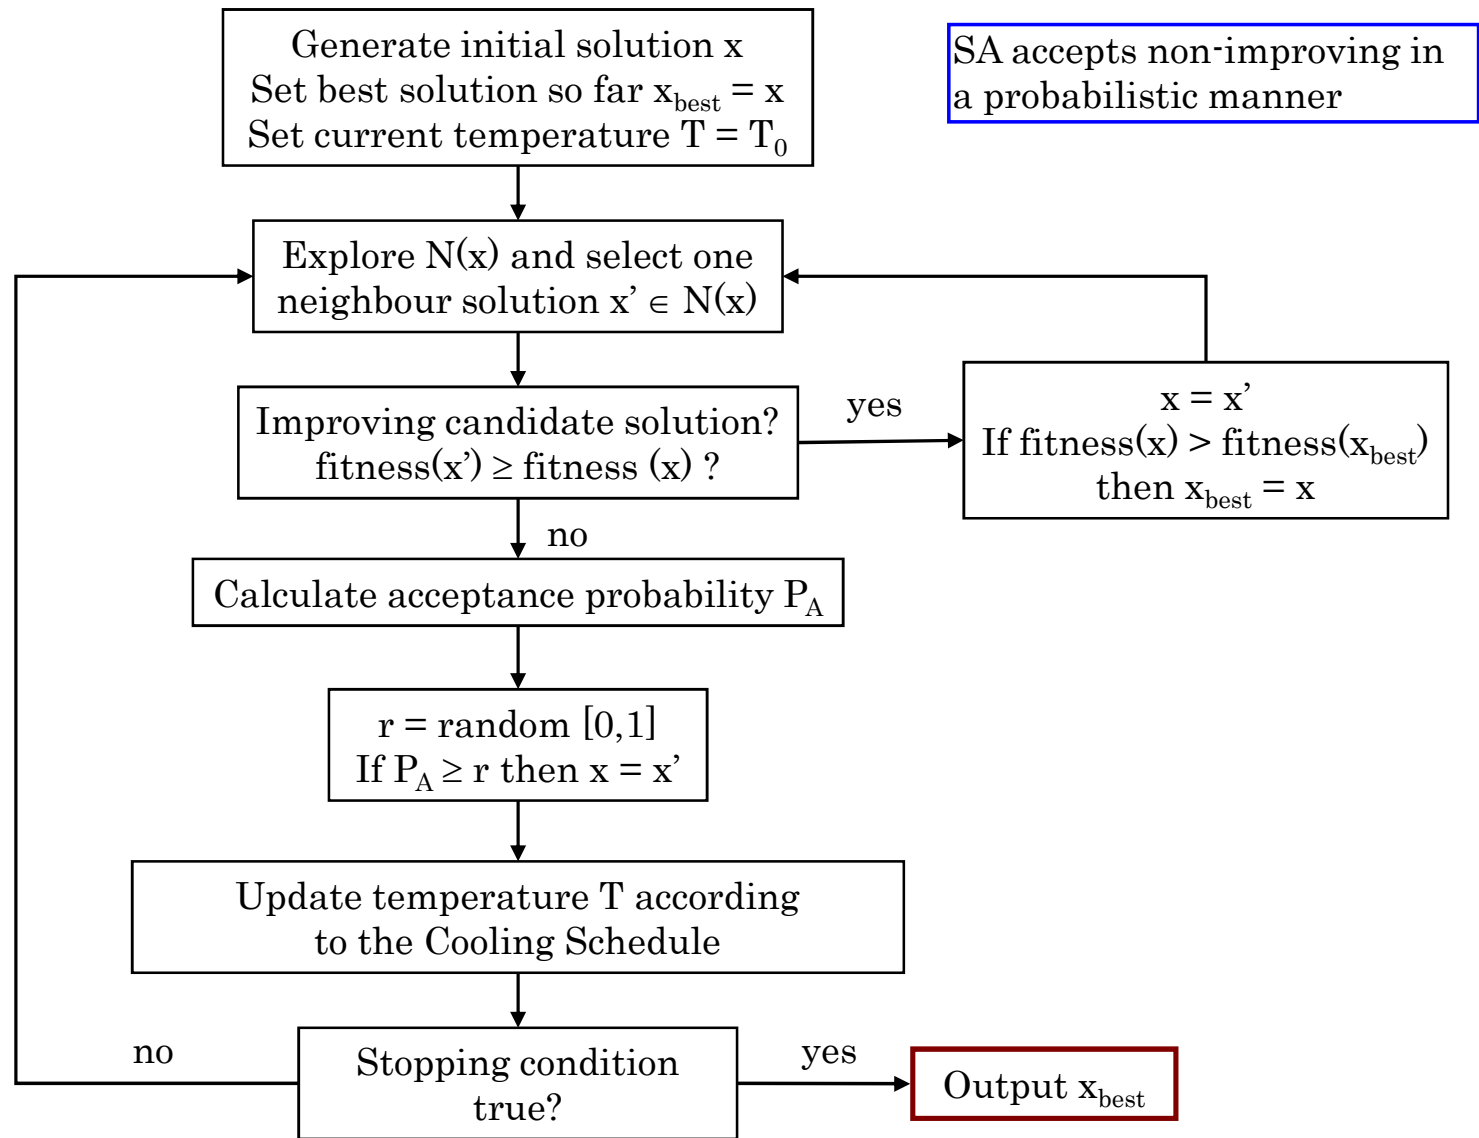 Generate initial solution x
Set best solution so far x_best = x
Set current temperature T = T_0
SA accepts non-improving in
a probabilistic manner
Explore N(x) and select one
neighbour solution x’ ∈ N(x)
Improving candidate solution?
fitness(x’) ≥ fitness (x) ?
yes
x = x’
If fitness(x) > fitness(x_best)
then x_best = x
no
Calculate acceptance probability P_A
r = random [0,1]
If P_A ≥ r then x = x’
Update temperature T according
to the Cooling Schedule
no
Stopping condition
true?
yes
Output x_best